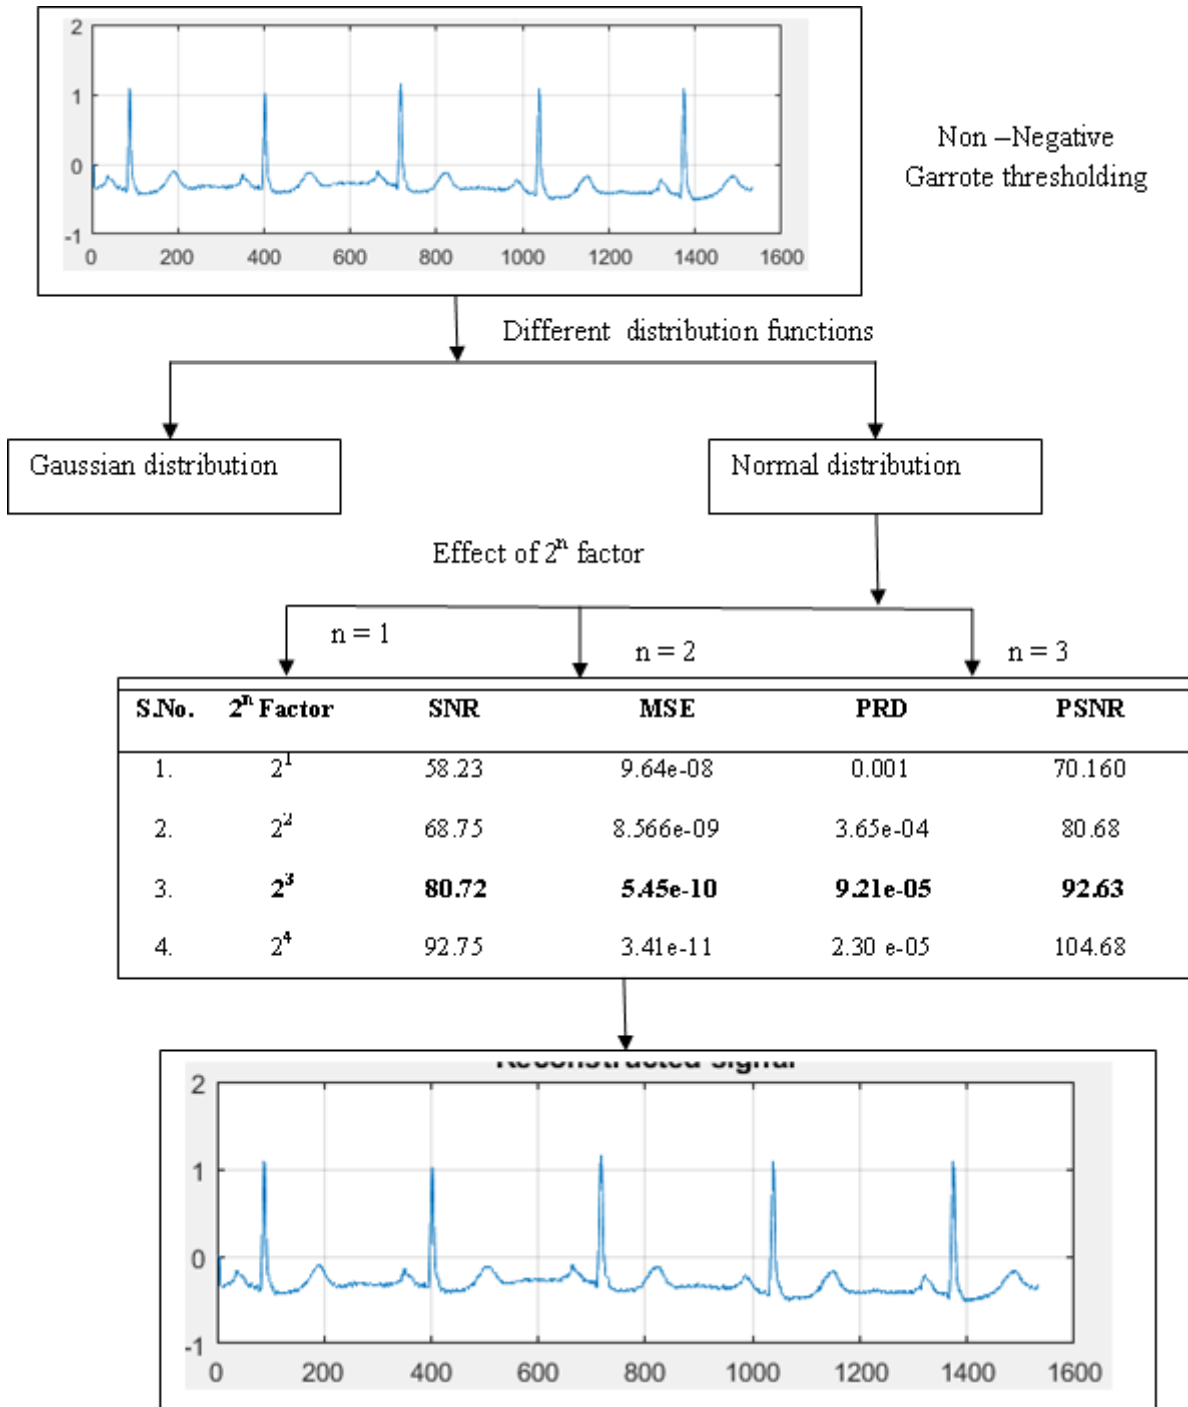 2
1
0
-1
0 200 400 600 800 1000 1200 1400 1600
Non –Negative
Garrote thresholding
Different distribution functions
Gaussian distribution
Normal distribution
Effect of 2ⁿ factor
n = 1
n = 2
n = 3
S.No. 2ⁿ Factor SNR MSE PRD PSNR
1. 2¹ 58.23 9.64e-08 0.001 70.160
2. 2² 68.75 8.566e-09 3.65e-04 80.68
3. 2³ 80.72 5.45e-10 9.21e-05 92.63
4. 2⁴ 92.75 3.41e-11 2.30 e-05 104.68
Reconstructed signal
2
1
0
-1
0 200 400 600 800 1000 1200 1400 1600